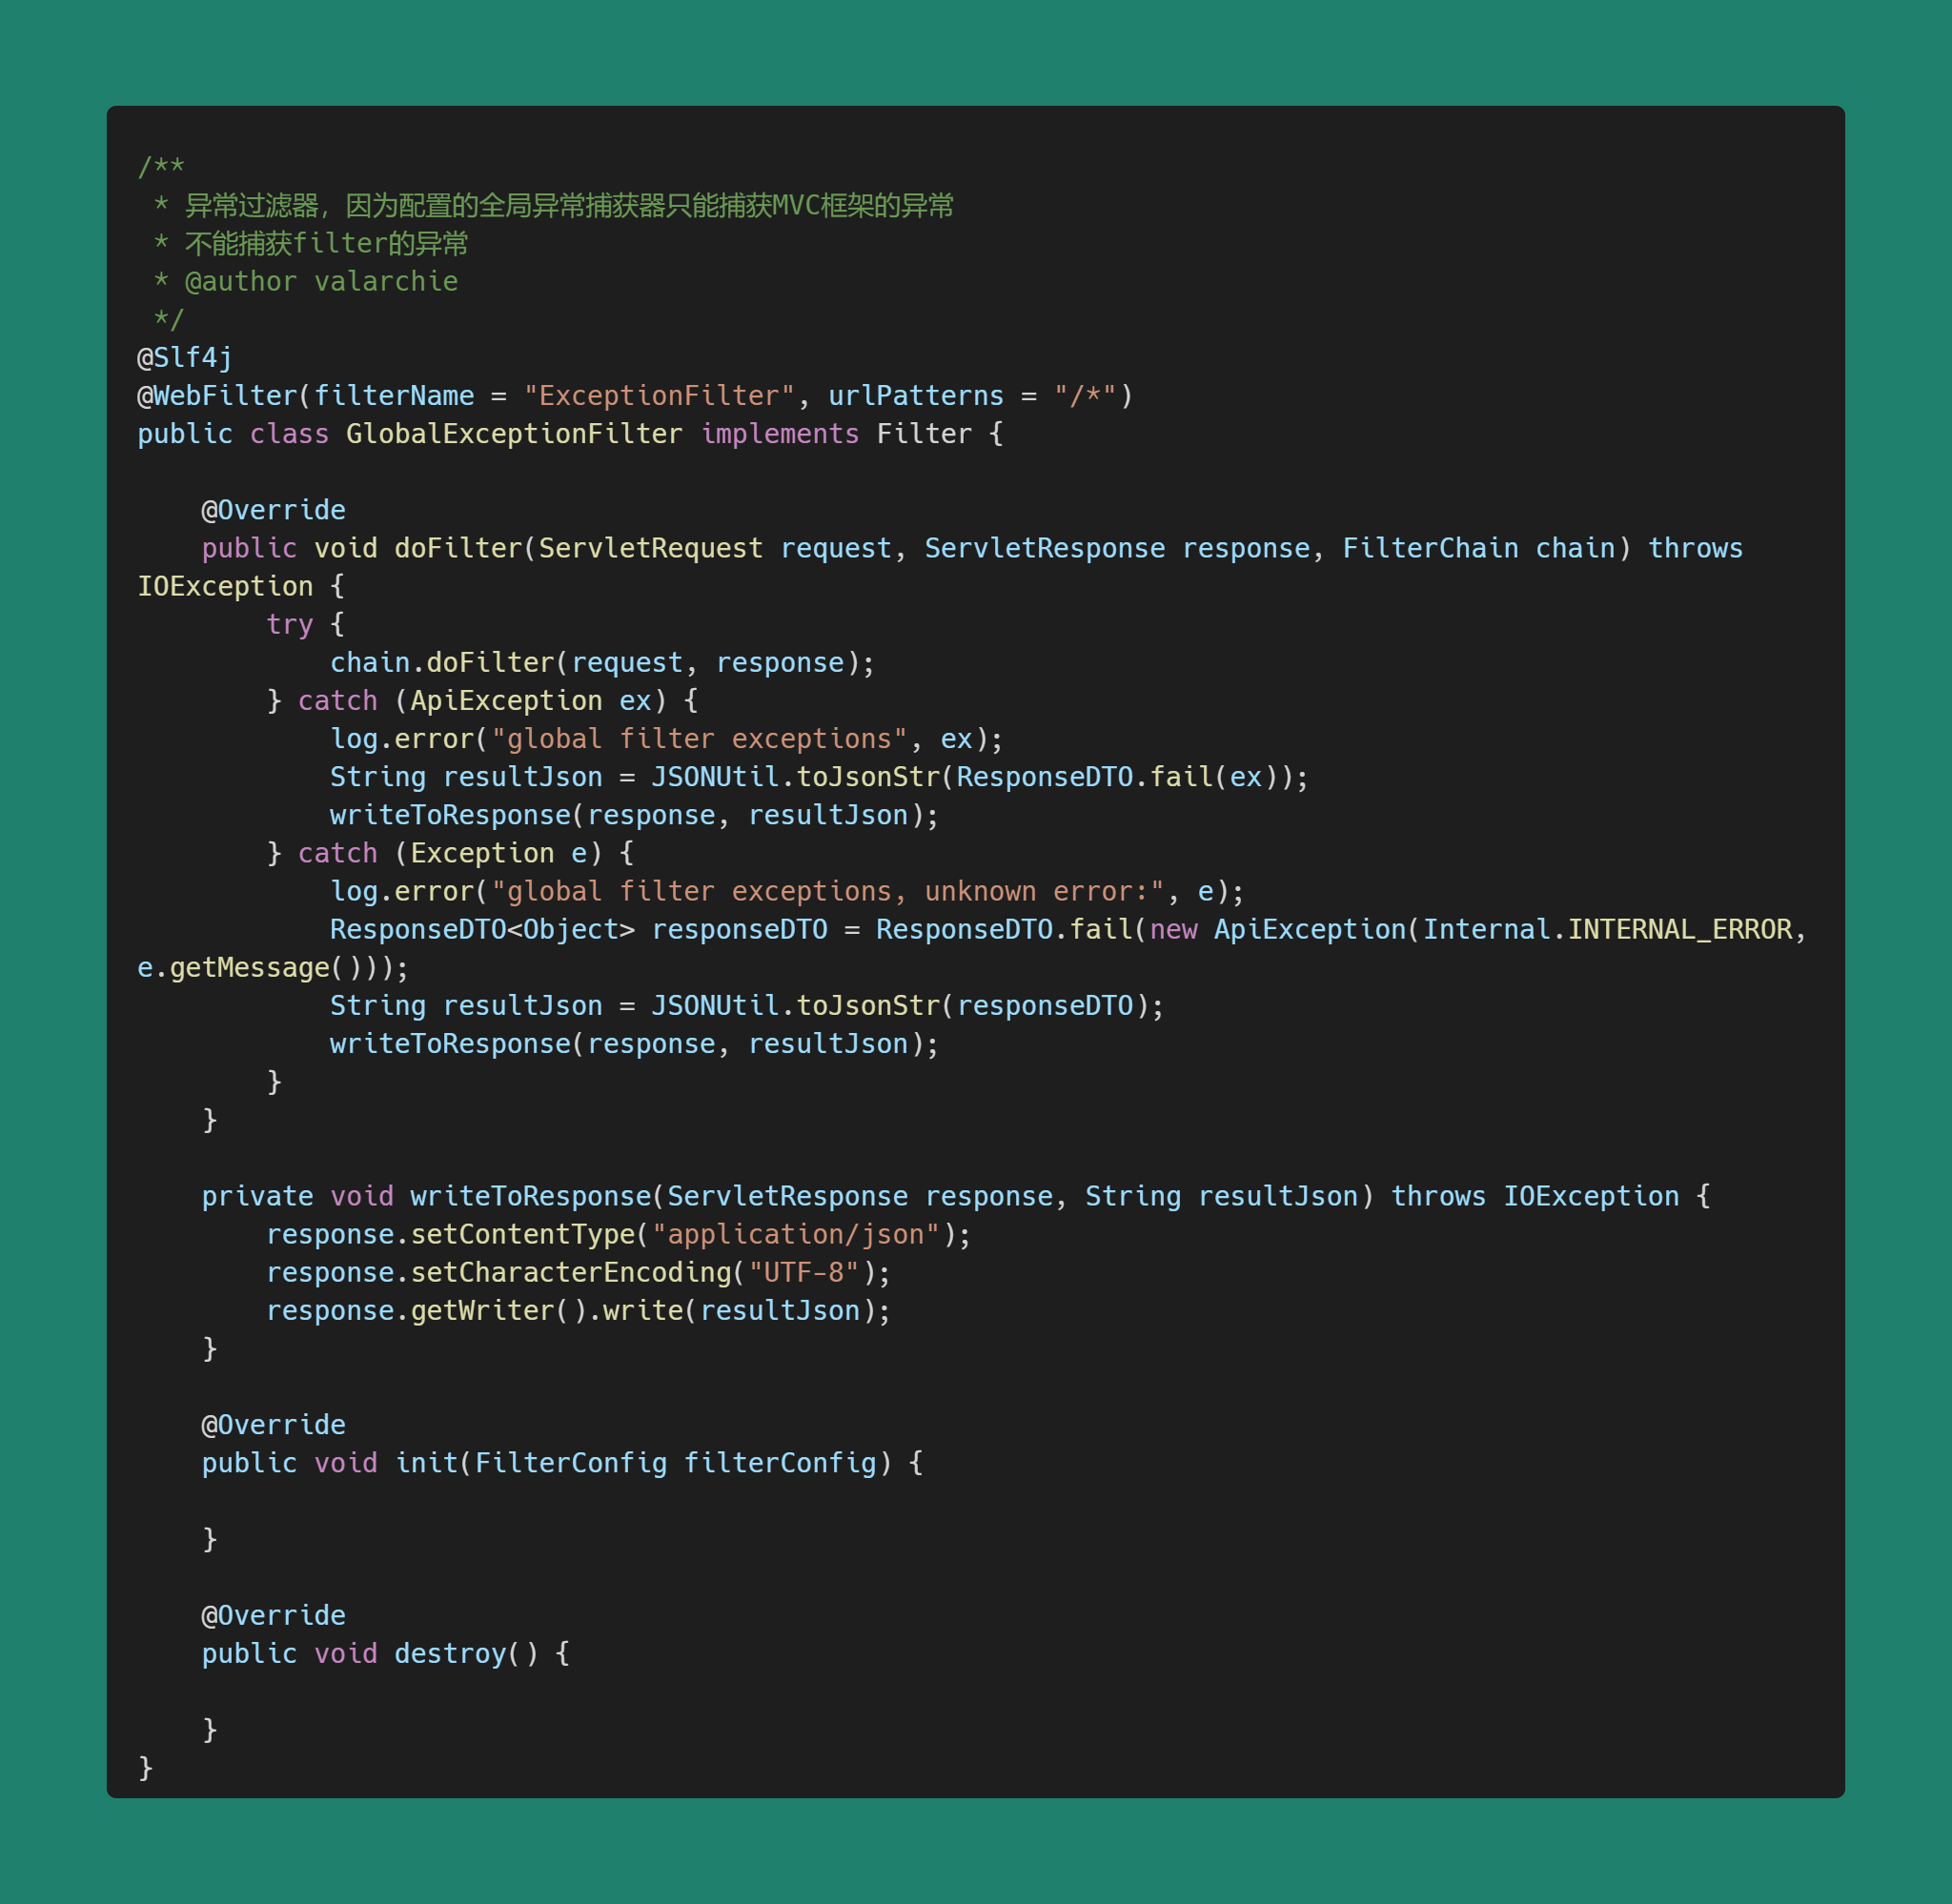 /**
 * 异常过滤器，因为配置的全局异常捕获器只能捕获MVC框架的异常
 * 不能捕获filter的异常
 * @author valarchie
 */
@Slf4j
@WebFilter(filterName = "ExceptionFilter", urlPatterns = "/*")
public class GlobalExceptionFilter implements Filter {

    @Override
    public void doFilter(ServletRequest request, ServletResponse response, FilterChain chain) throws
IOException {
        try {
            chain.doFilter(request, response);
        } catch (ApiException ex) {
            log.error("global filter exceptions", ex);
            String resultJson = JSONUtil.toJsonStr(ResponseDTO.fail(ex));
            writeToResponse(response, resultJson);
        } catch (Exception e) {
            log.error("global filter exceptions, unknown error:", e);
            ResponseDTO<Object> responseDTO = ResponseDTO.fail(new ApiException(Internal.INTERNAL_ERROR,
e.getMessage()));
            String resultJson = JSONUtil.toJsonStr(responseDTO);
            writeToResponse(response, resultJson);
        }
    }

    private void writeToResponse(ServletResponse response, String resultJson) throws IOException {
        response.setContentType("application/json");
        response.setCharacterEncoding("UTF-8");
        response.getWriter().write(resultJson);
    }

    @Override
    public void init(FilterConfig filterConfig) {

    }

    @Override
    public void destroy() {

    }
}